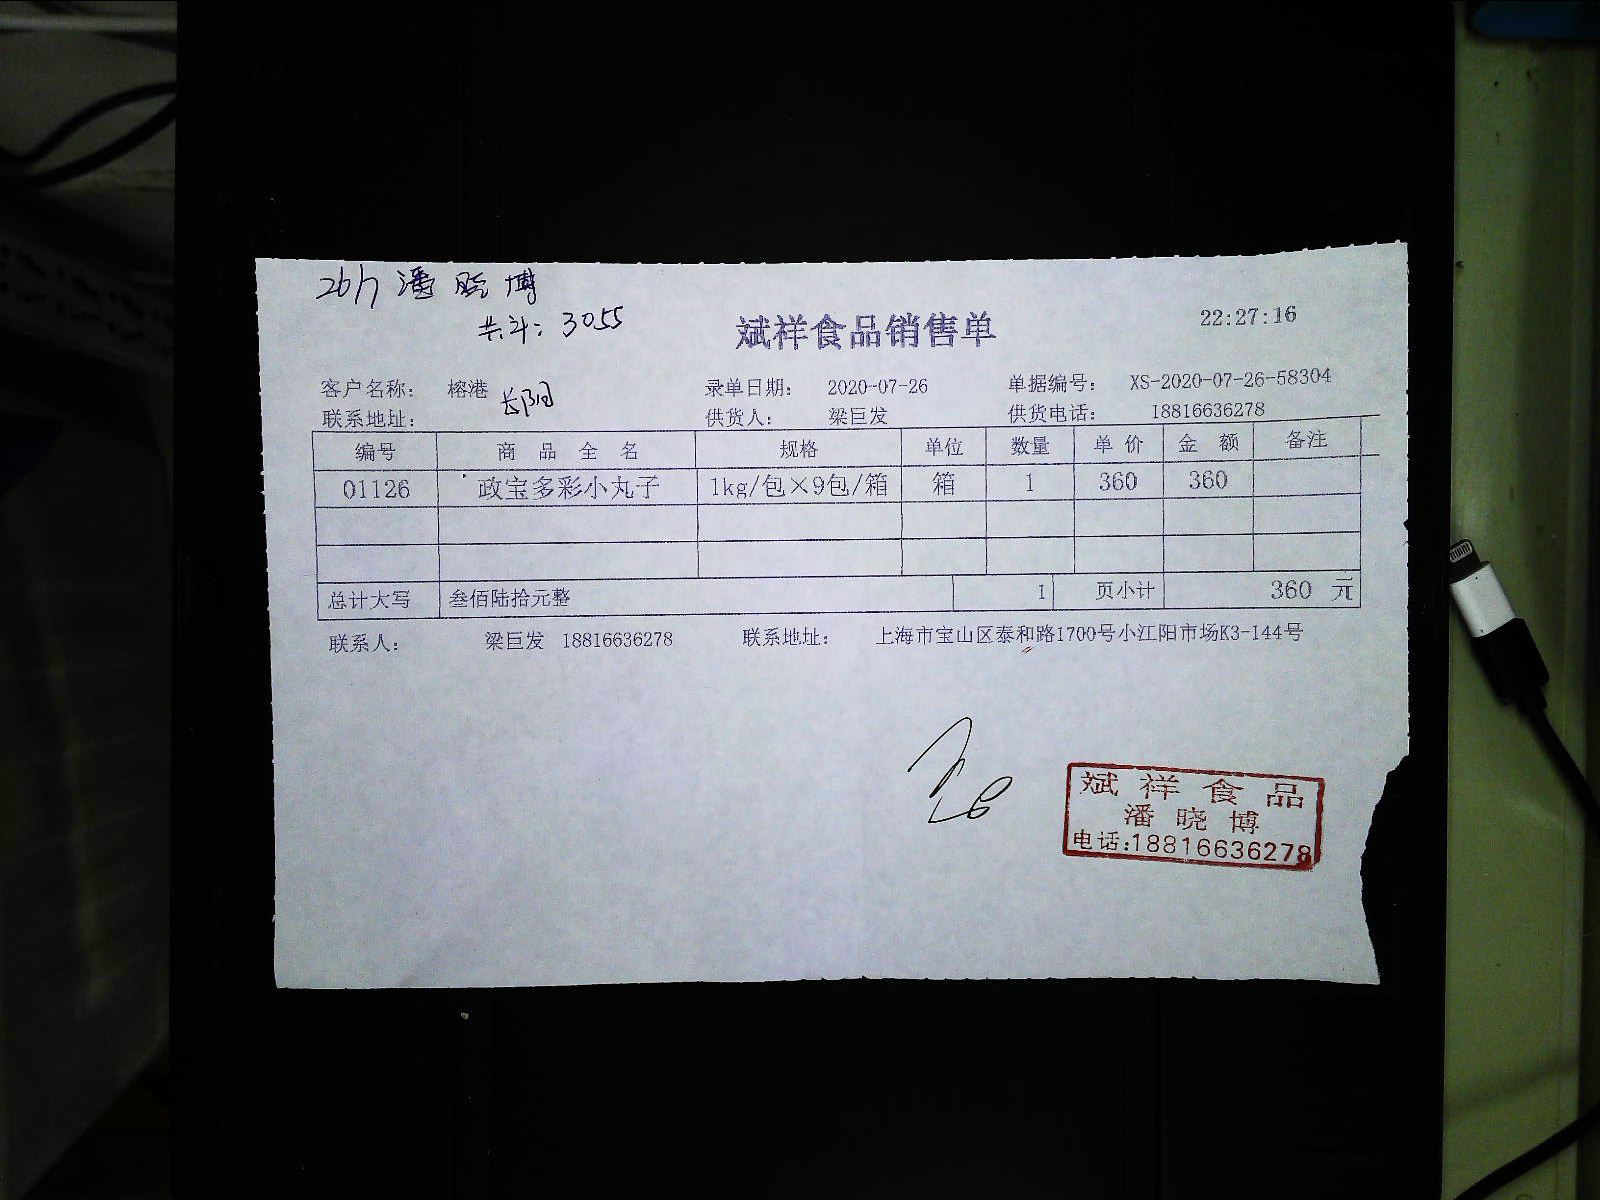 26/7 潘晓博
共计: 3055
斌祥食品销售单
22:27:16
客户名称: 榕港 长阳 录单日期: 2020-07-26 单据编号: XS-2020-07-26-58304
联系地址: 供货人: 梁巨发 供货电话: 18816636278
编号 商品全名 规格 单位 数量 单价 金额 备注
01126 政宝多彩小丸子 1kg/包×9包/箱 箱 1 360 360
总计大写 叁佰陆拾元整 1 页小计 360 元
联系人: 梁巨发 18816636278 联系地址: 上海市宝山区泰和路1700号小江阳市场K3-144号
斌祥食品
潘晓博
电话:18816636278